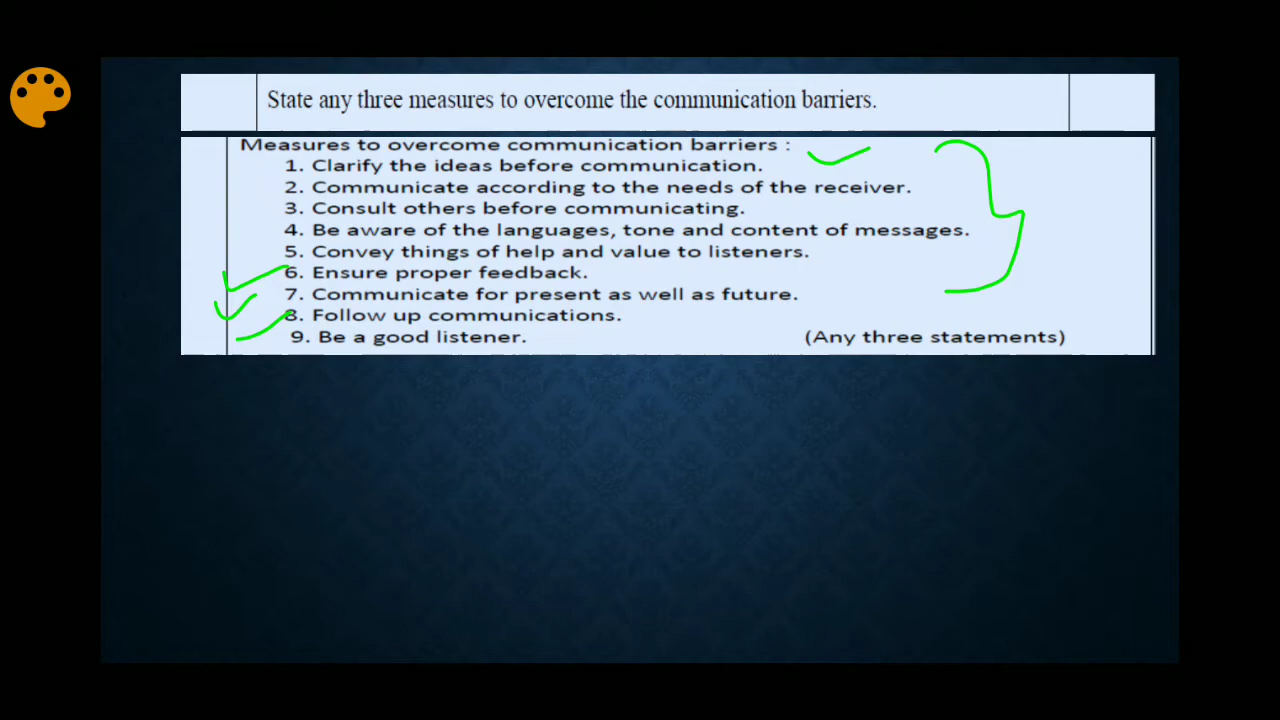 State any three measures to overcome the communication barriers.
Measures to overcome communication barriers :
1. Clarify the ideas before communication.
2. Communicate according to the needs of the receiver.
3. Consult others before communicating.
4. Be aware of the languages, tone and content of messages.
5. Convey things of help and value to listeners.
6. Ensure proper feedback.
7. Communicate for present as well as future.
8. Follow up communications.
9. Be a good listener. (Any three statements)